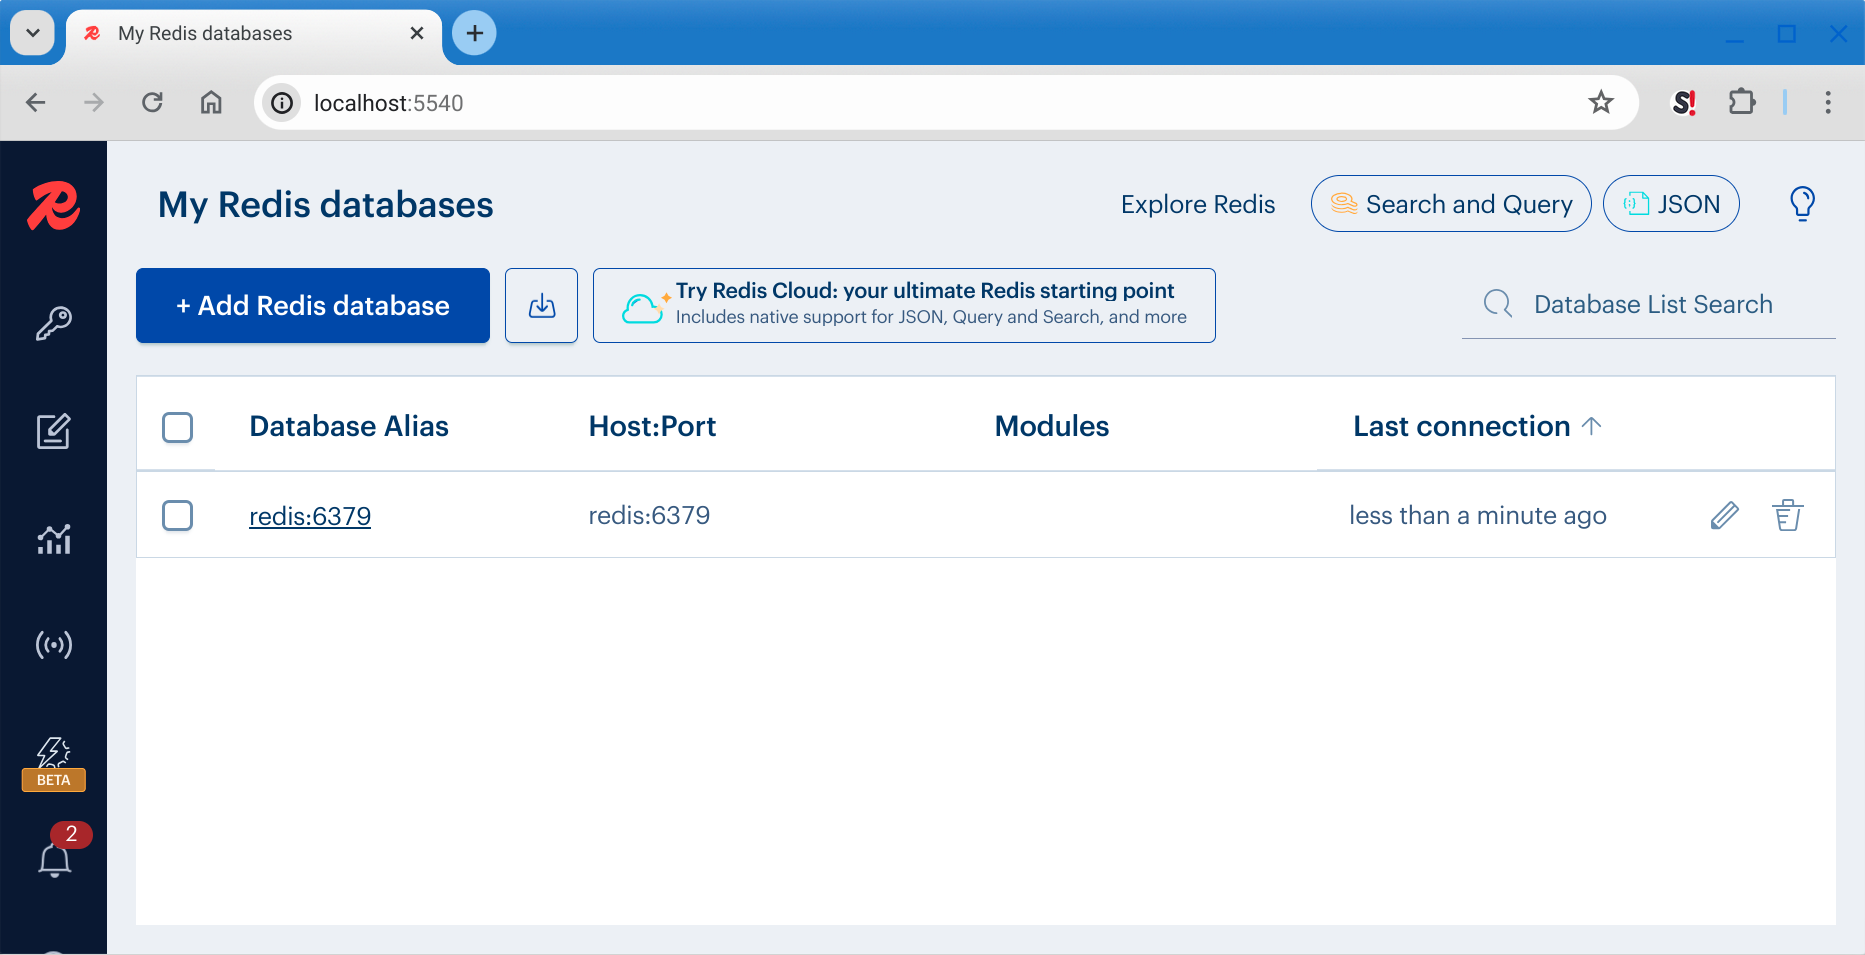 My Redis databases
localhost:5540
S!
My Redis databases
Explore Redis
Search and Query
JSON
+ Add Redis database
Try Redis Cloud: your ultimate Redis starting point
Includes native support for JSON, Query and Search, and more
Database List Search
Database Alias Host:Port Modules Last connection
redis:6379 redis:6379 less than a minute ago
BETA
2